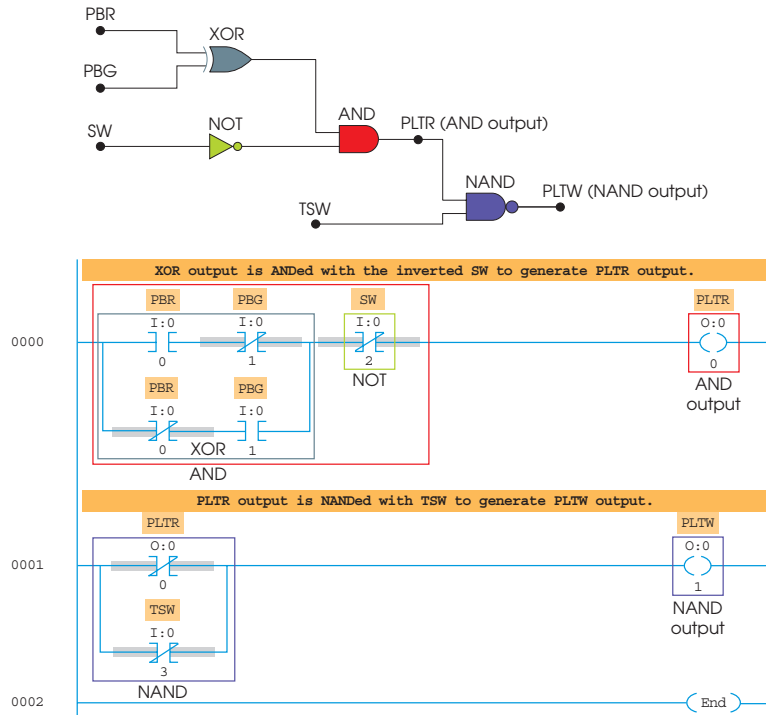 PBR
XOR
PBG
SW
NOT
AND
PLTR (AND output)
NAND
PLTW (NAND output)
TSW
XOR output is ANDed with the inverted SW to generate PLTR output.
PBR PBG SW PLTR
I:0 I:0 I:0 O:0
0000
0 1 2 0
NOT AND
output
PBR PBG
I:0 I:0
0 XOR 1
AND
PLTR output is NANDed with TSW to generate PLTW output.
PLTR PLTW
O:0 O:0
0001
0 1
TSW NAND
output
I:0
3
NAND
0002 End